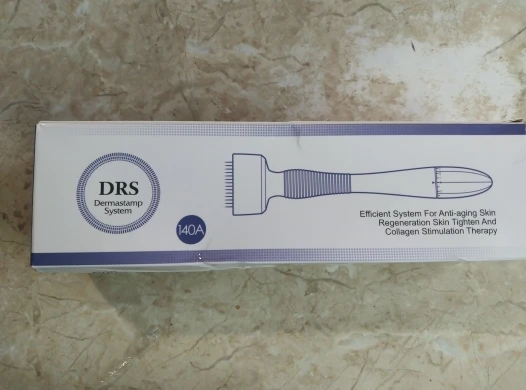 DRS
Dermastamp
System
140A
Efficient System For Anti-aging Skin
Regeneration Skin Tighten And
Collagen Stimulation Therapy